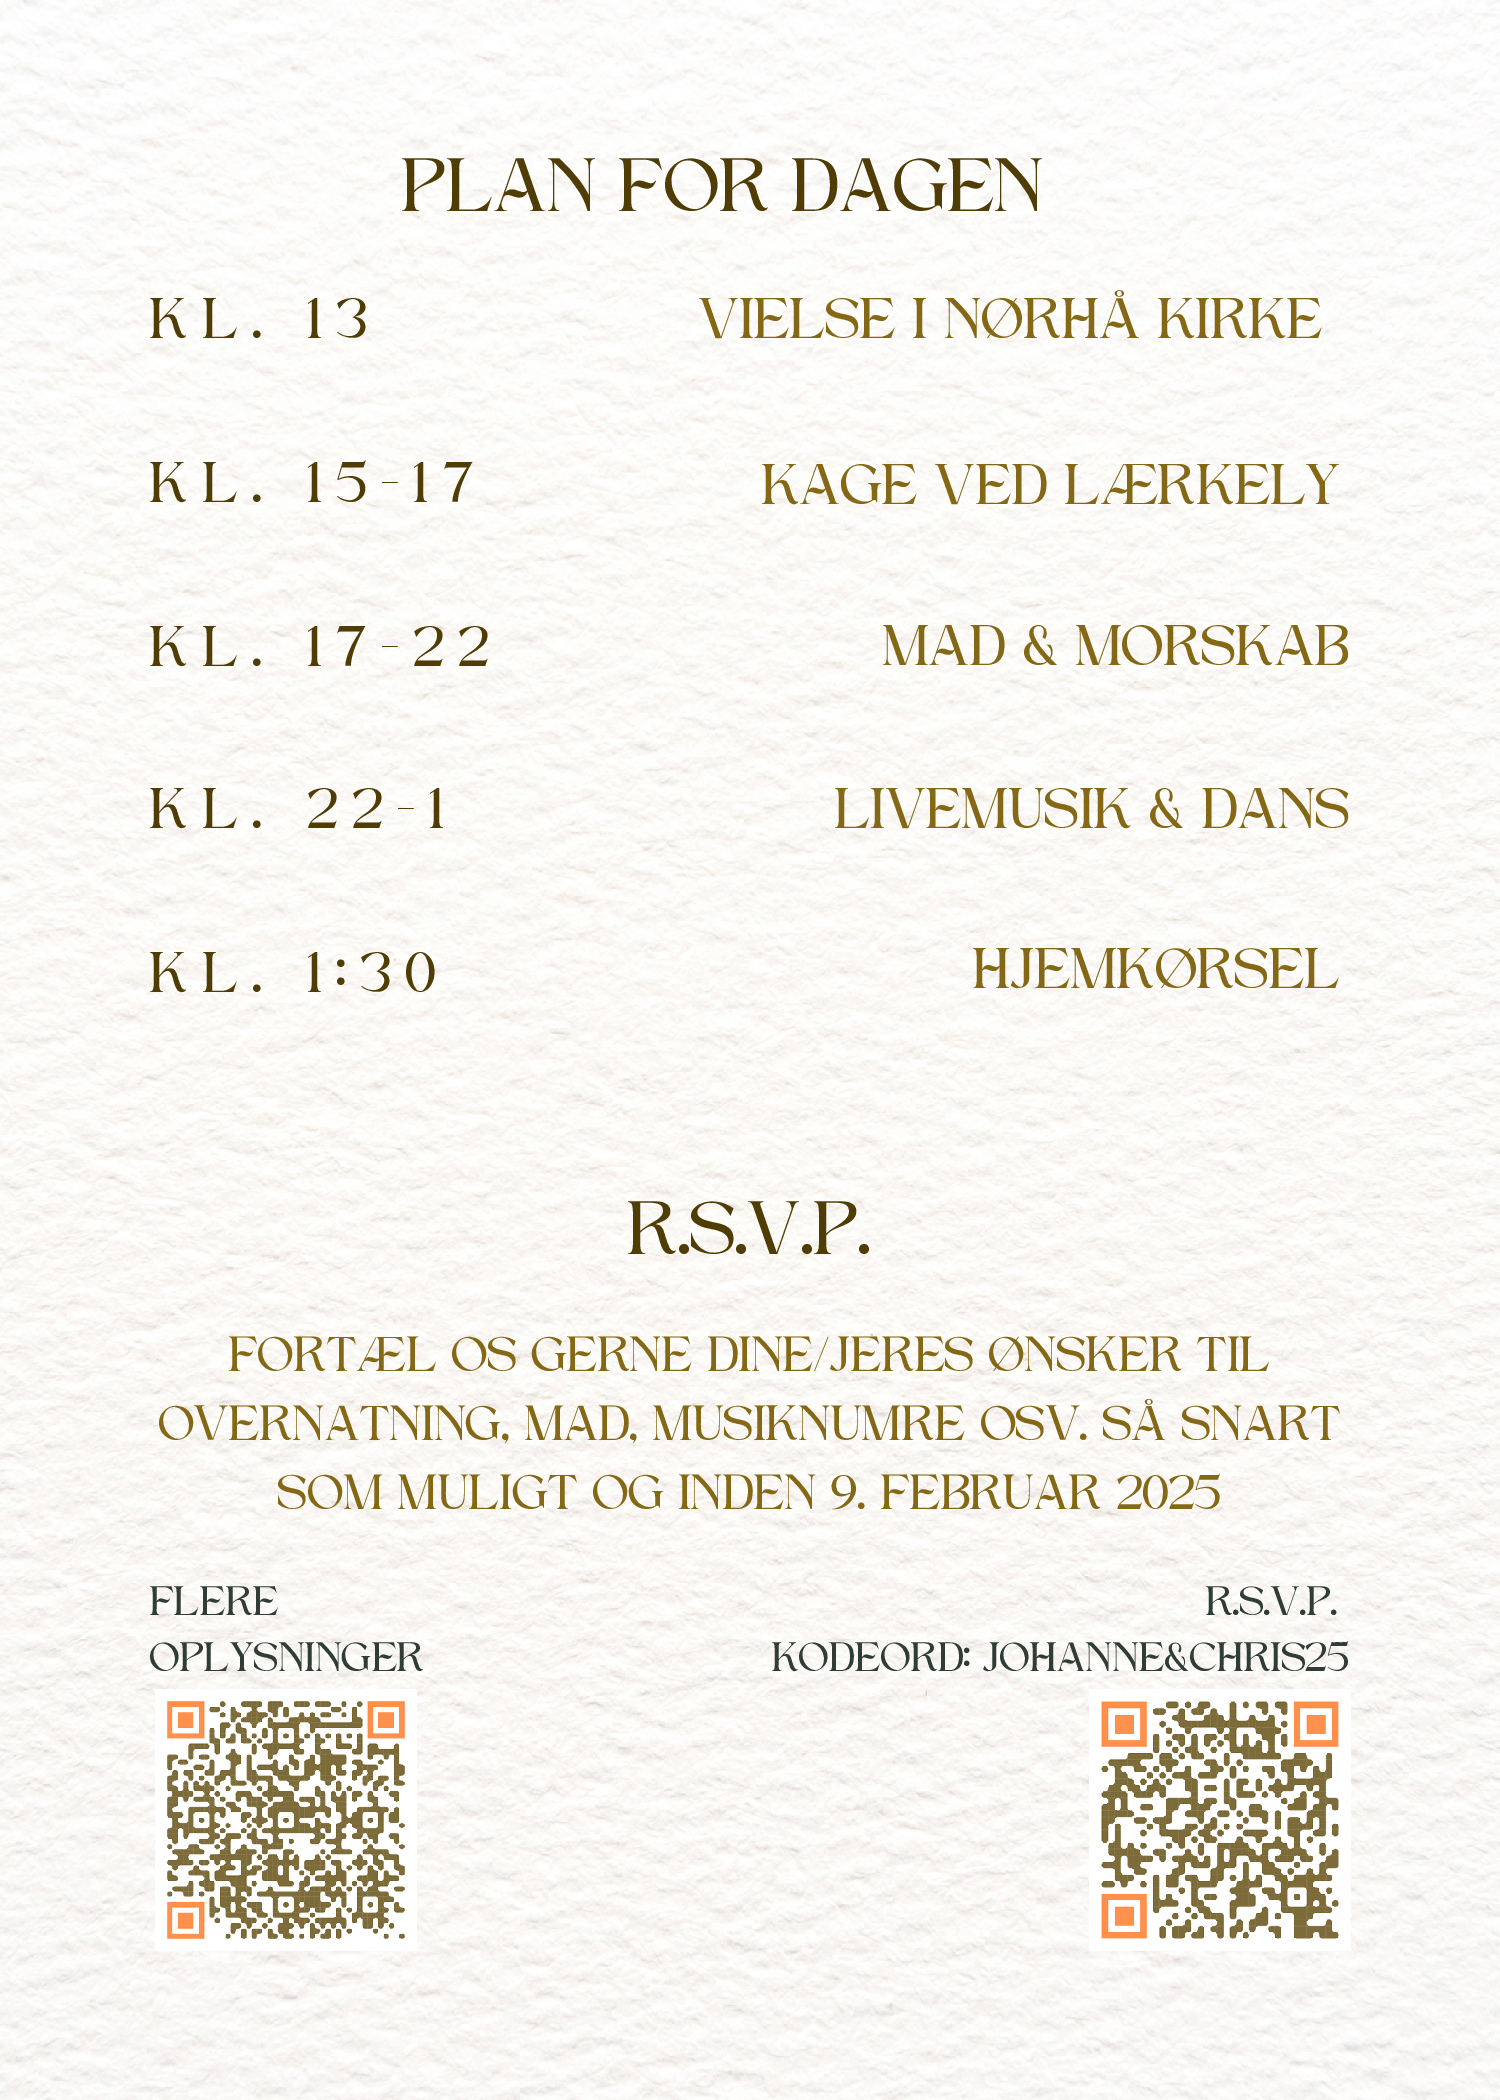 PLAN FOR DAGEN
KL. 13 VIELSE I NØRHÅ KIRKE
KL. 15-17 KAGE VED LÆRKELY
KL. 17-22 MAD & MORSKAB
KL. 22-1 LIVEMUSIK & DANS
KL. 1:30 HJEMKØRSEL
R.S.V.P.
FORTÆL OS GERNE DINE/JERES ØNSKER TIL
OVERNATNING, MAD, MUSIKNUMRE OSV. SÅ SNART
SOM MULIGT OG INDEN 9. FEBRUAR 2025
FLERE
OPLYSNINGER
R.S.V.P.
KODEORD: JOHANNE&CHRIS25